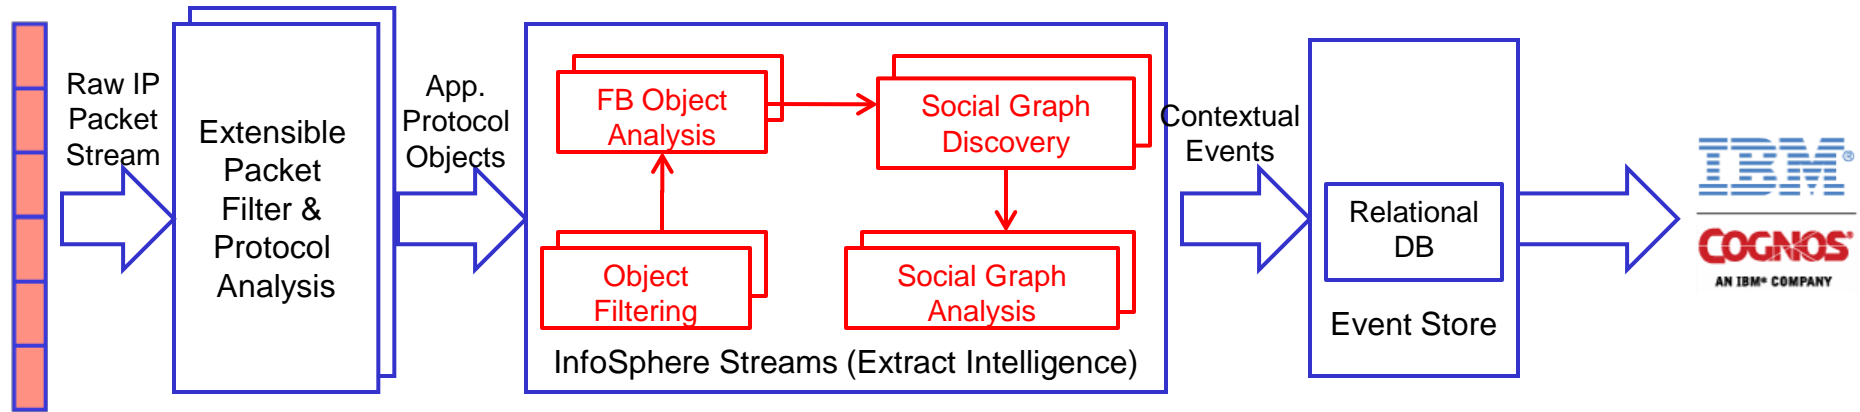 Raw IP
Packet
Stream
Extensible
Packet
Filter &
Protocol
Analysis
App.
Protocol
Objects
FB Object
Analysis
Social Graph
Discovery
Object
Filtering
Social Graph
Analysis
InfoSphere Streams (Extract Intelligence)
Contextual
Events
Relational
DB
Event Store
IBM®
COGNOS®
AN IBM® COMPANY